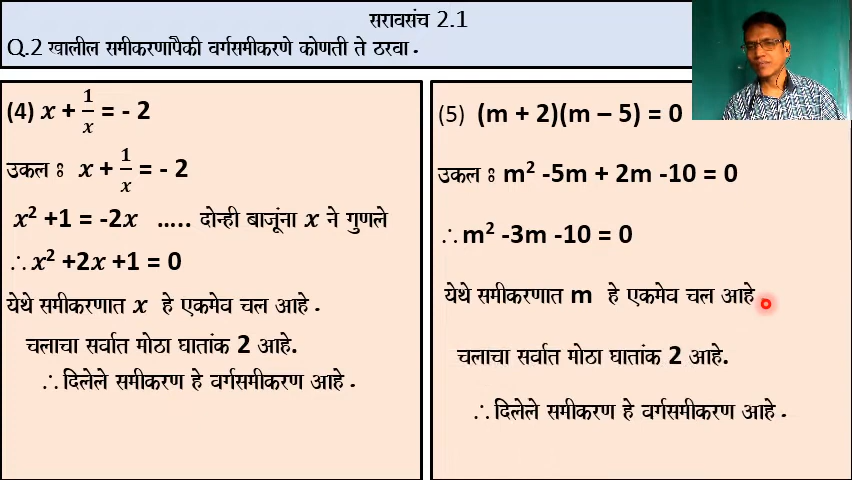 सरावसंच 2.1
Q.2 खालील समीकरणांपैकी वर्गसमीकरणे कोणती ते ठरवा .
(4) x + 1/x = - 2
उकल : x + 1/x = - 2
x² +1 = -2x ..... दोन्ही बाजूंना x ने गुणले
∴x² +2x +1 = 0
येथे समीकरणात x हे एकमेव चल आहे .
चलाचा सर्वात मोठा घातांक 2 आहे.
∴दिलेले समीकरण हे वर्गसमीकरण आहे .
(5) (m + 2)(m – 5) = 0
उकल : m² -5m + 2m -10 = 0
∴m² -3m -10 = 0
येथे समीकरणात m हे एकमेव चल आहे
चलाचा सर्वात मोठा घातांक 2 आहे.
∴दिलेले समीकरण हे वर्गसमीकरण आहे .